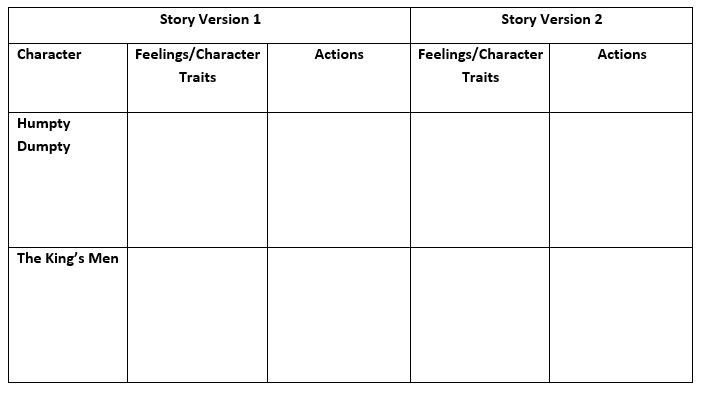 Story Version 1
Story Version 2
Character
Feelings/Character
Traits
Actions
Feelings/Character
Traits
Actions
Humpty
Dumpty
The King’s Men